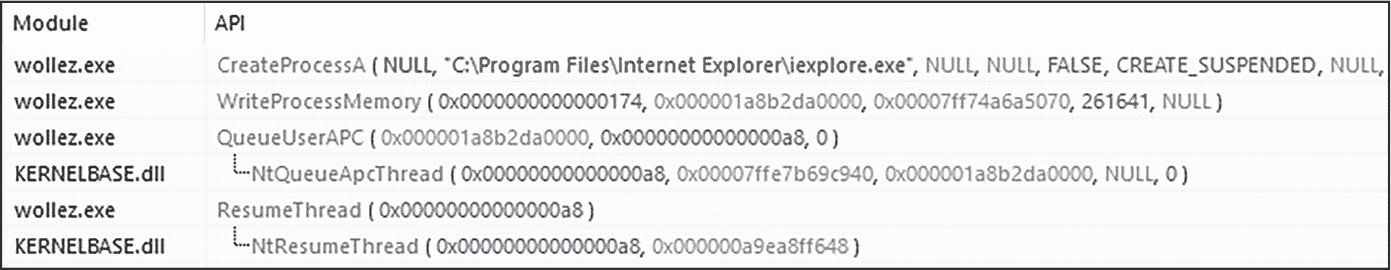 Module API
wollez.exe CreateProcessA ( NULL, "C:\Program Files\Internet Explorer\iexplore.exe", NULL, NULL, FALSE, CREATE_SUSPENDED, NULL,
wollez.exe WriteProcessMemory ( 0x0000000000000174, 0x000001a8b2da0000, 0x00007ff74a6a5070, 261641, NULL )
wollez.exe QueueUserAPC ( 0x000001a8b2da0000, 0x00000000000000a8, 0 )
KERNELBASE.dll NtQueueApcThread ( 0x00000000000000a8, 0x00007ffe7b69c940, 0x000001a8b2da0000, NULL, 0 )
wollez.exe ResumeThread ( 0x00000000000000a8 )
KERNELBASE.dll NtResumeThread ( 0x00000000000000a8, 0x000000a9ea8ff648 )